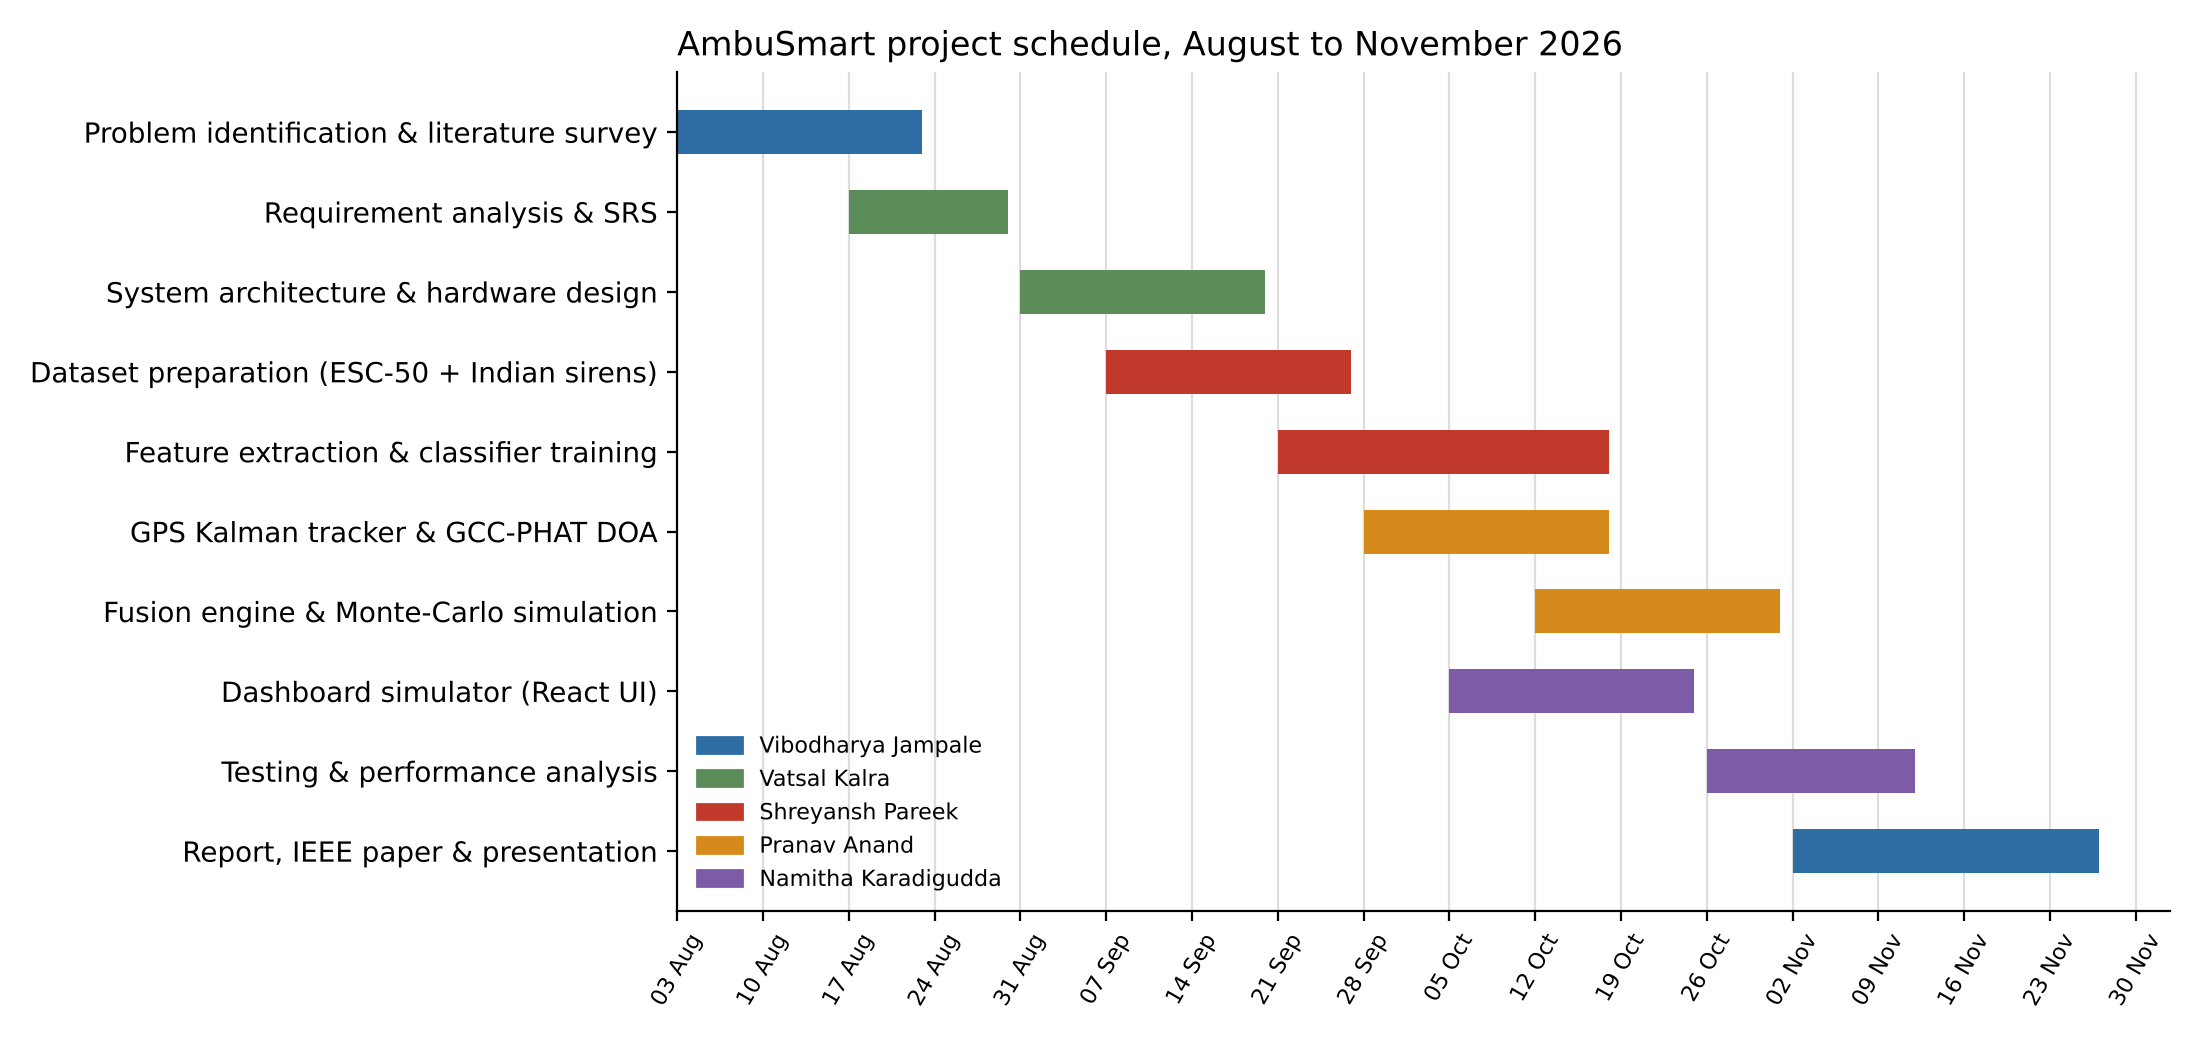 AmbuSmart project schedule, August to November 2026
Problem identification & literature survey
Requirement analysis & SRS
System architecture & hardware design
Dataset preparation (ESC-50 + Indian sirens)
Feature extraction & classifier training
GPS Kalman tracker & GCC-PHAT DOA
Fusion engine & Monte-Carlo simulation
Dashboard simulator (React UI)
Testing & performance analysis
Report, IEEE paper & presentation
Vibodharya Jampale
Vatsal Kalra
Shreyansh Pareek
Pranav Anand
Namitha Karadigudda
03 Aug
10 Aug
17 Aug
24 Aug
31 Aug
07 Sep
14 Sep
21 Sep
28 Sep
05 Oct
12 Oct
19 Oct
26 Oct
02 Nov
09 Nov
16 Nov
23 Nov
30 Nov